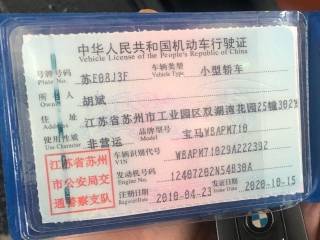 中华人民共和国机动车行驶证
Vehicle License of the People's Republic of China
号牌号码 苏E08J3F 车辆类型 小型轿车
Plate No. Vehicle Type
所有人 胡斌
Owner
住址 江苏省苏州市工业园区双湖湾花园25幢302室
Address
使用性质 非营运 品牌型号 宝马WBAPM710
Use Character Model
江苏省苏州市公安局交通警察支队
车辆识别代号 WBAPM71029A222392
VIN
发动机号码 12407202N54B30A
Engine No.
注册日期 2010-04-23 发证日期 2020-10-15
Register Date Issue Date
BMW